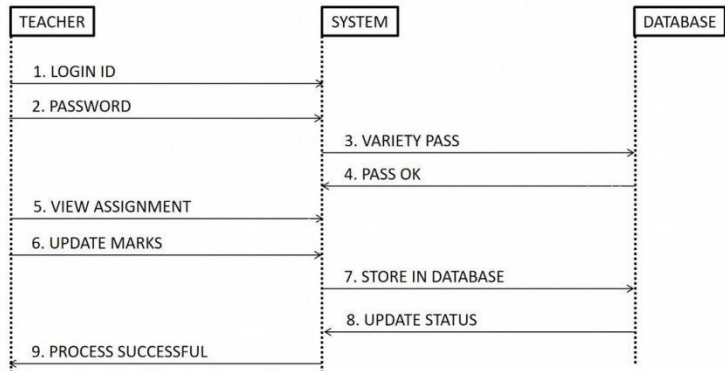 TEACHER
SYSTEM
DATABASE
1. LOGIN ID
2. PASSWORD
3. VARIETY PASS
4. PASS OK
5. VIEW ASSIGNMENT
6. UPDATE MARKS
7. STORE IN DATABASE
8. UPDATE STATUS
9. PROCESS SUCCESSFUL